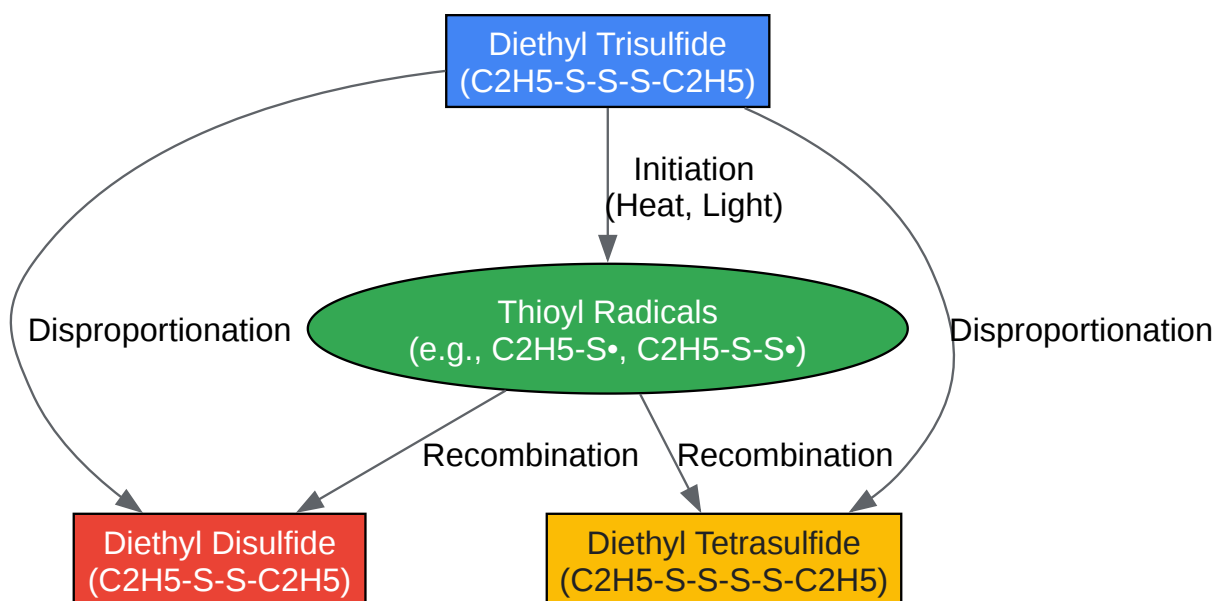 Diethyl Trisulfide
(C2H5-S-S-S-C2H5)
Initiation
(Heat, Light)
Thioyl Radicals
(e.g., C2H5-S•, C2H5-S-S•)
Disproportionation
Disproportionation
Recombination
Recombination
Diethyl Disulfide
(C2H5-S-S-C2H5)
Diethyl Tetrasulfide
(C2H5-S-S-S-S-C2H5)